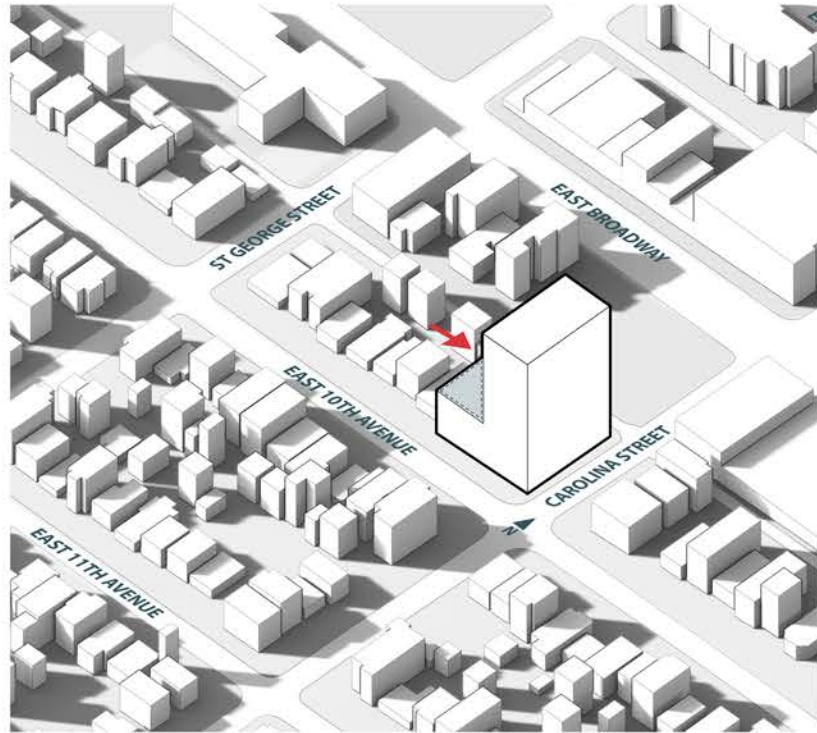 ST GEORGE STREET
EAST BROADWAY
EAST 10TH AVENUE
CAROLINA STREET
N
EAST 11TH AVENUE